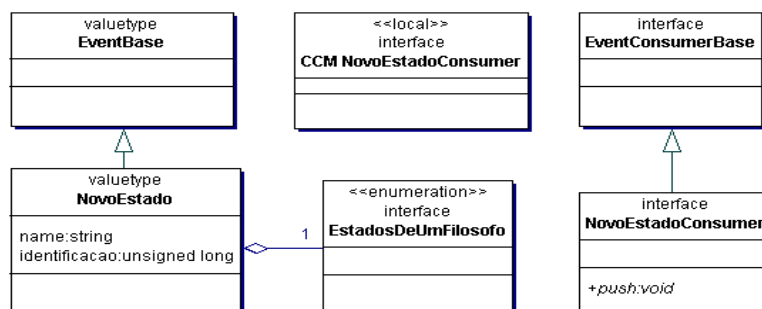 valuetype
EventBase
<<local>>
interface
CCM NovoEstadoConsumer
interface
EventConsumerBase
valuetype
NovoEstado
name:string
identificacao:unsigned long
1
<<enumeration>>
interface
EstadosDeUmFilosofo
interface
NovoEstadoConsumer
+push:void